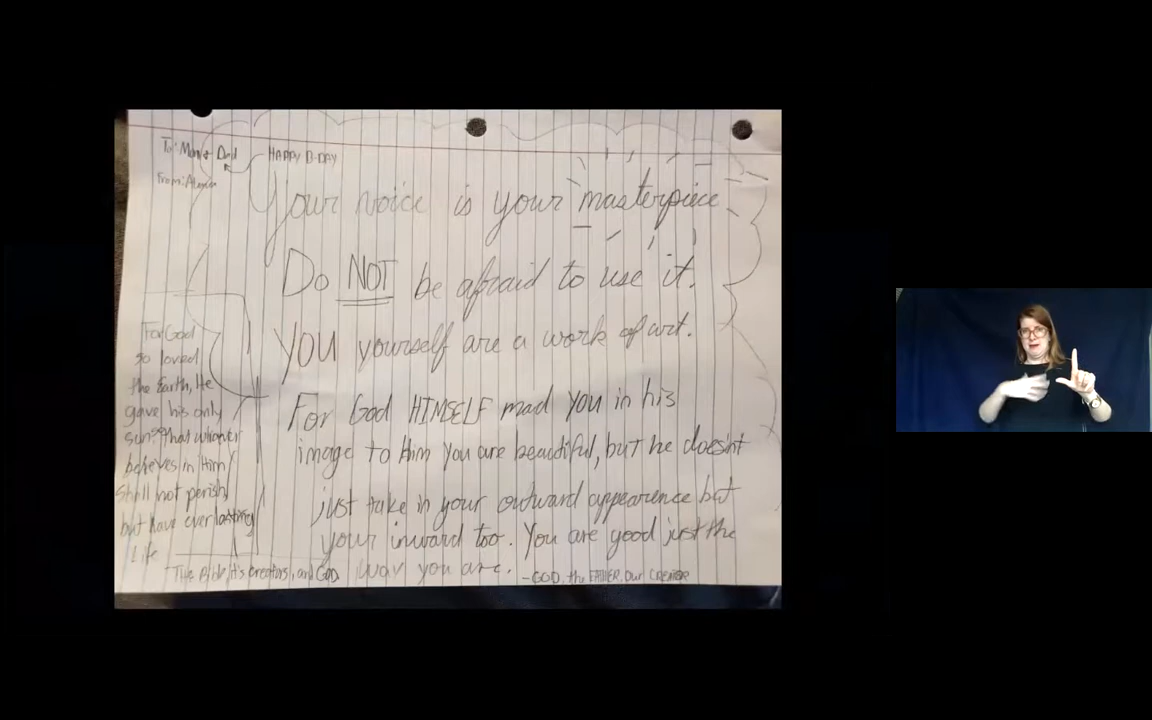 To: Mom & Dad
HAPPY B-DAY
From:
Your voice is your masterpiece
Do NOT be afraid to use it.
YOU yourself are a work of art.
For God HIMSELF mad YOU in his
image to Him you are beautiful, but he doesn't
just take in your outward appearence but
your inward too. You are good just the
way you are.
-GOD, the FATHER, Our CREATOR
For God
so loved
the Earth, He
gave his only
son that whoever
believes in Him
shall not perish,
but have everlasting
Life
-The Bible it's creators, and GOD